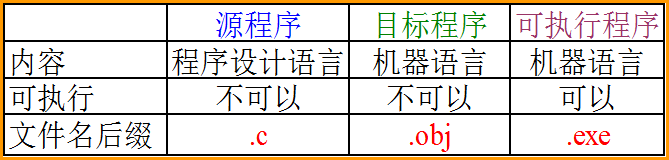 源程序 目标程序 可执行程序
内容 程序设计语言 机器语言 机器语言
可执行 不可以 不可以 可以
文件名后缀 .c .obj .exe